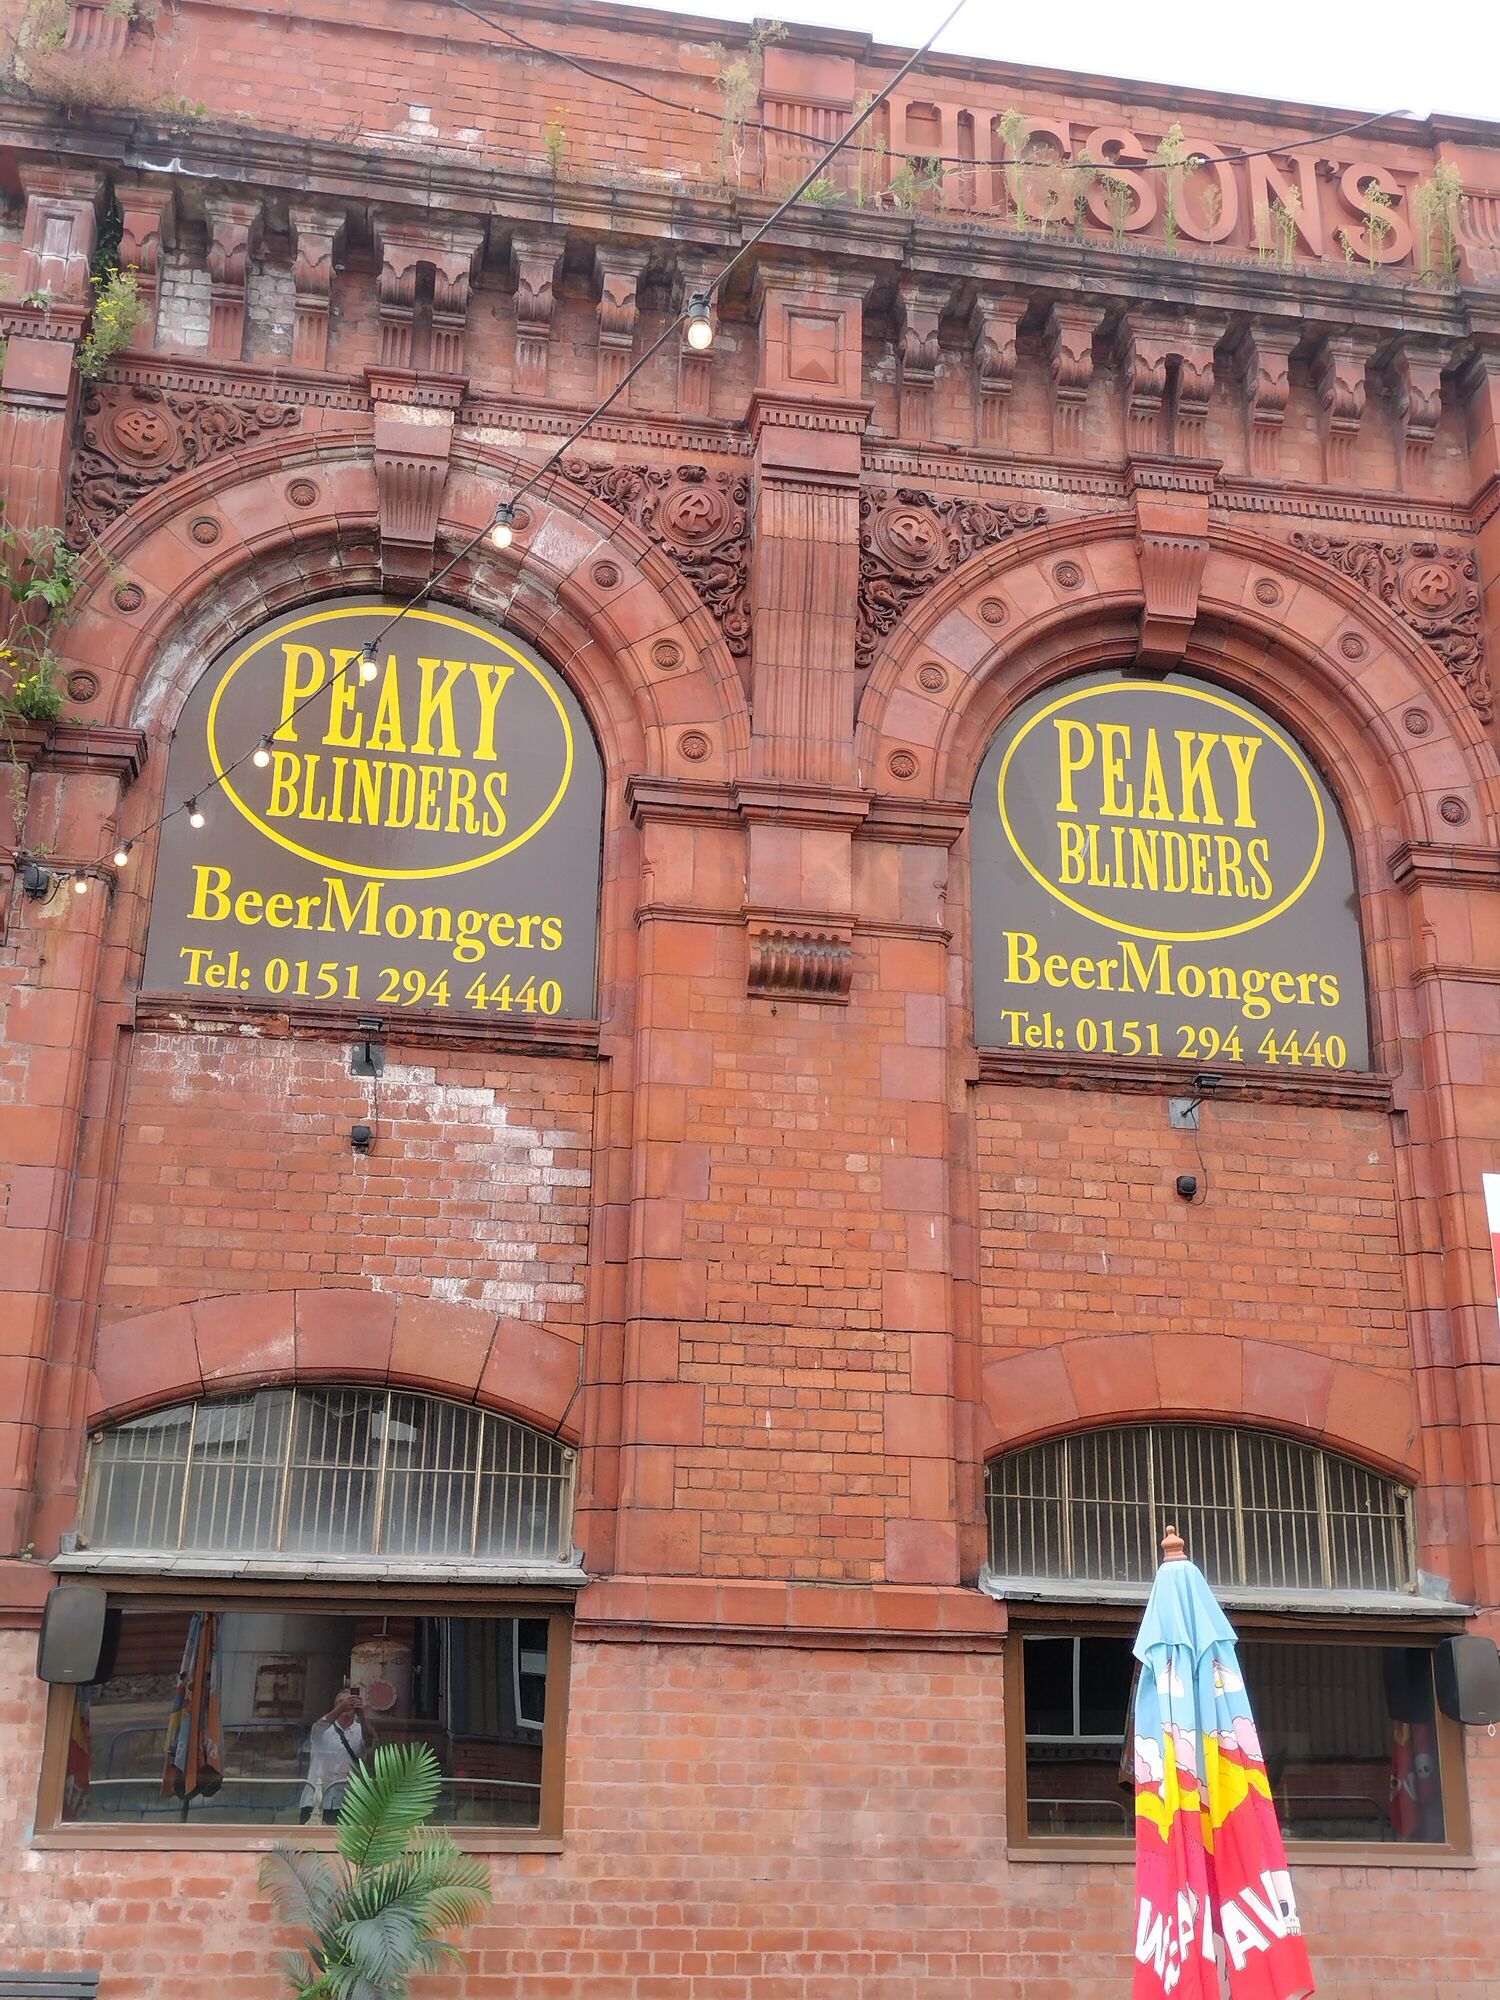 HIGSON'S
PEAKY
BLINDERS
BeerMongers
Tel: 0151 294 4440
PEAKY
BLINDERS
BeerMongers
Tel: 0151 294 4440